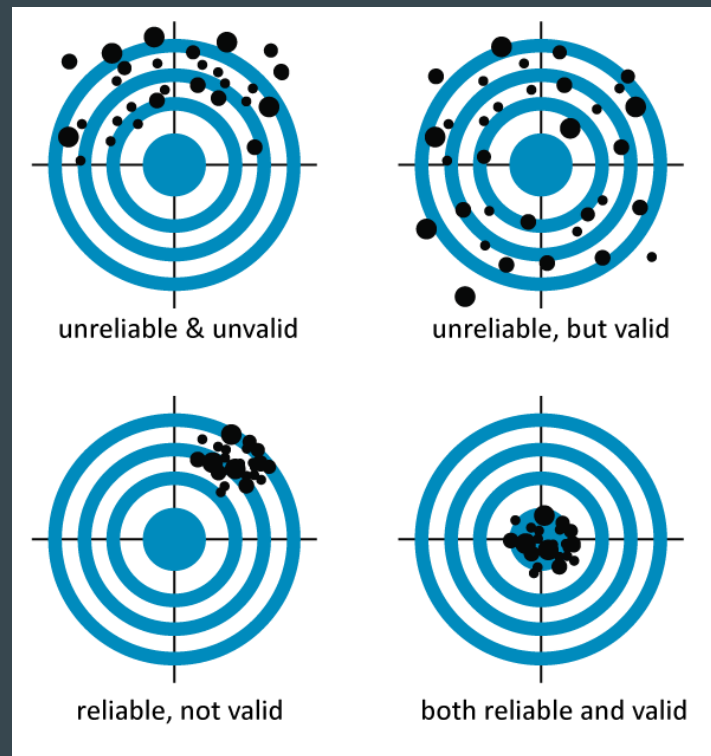 unreliable & unvalid
unreliable, but valid
reliable, not valid
both reliable and valid